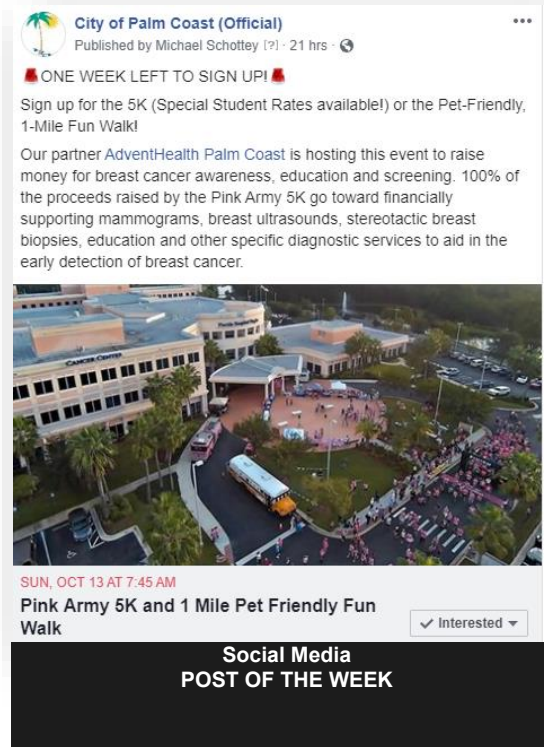 City of Palm Coast (Official)
Published by Michael Schottey [?] · 21 hrs ·
ONE WEEK LEFT TO SIGN UP!
Sign up for the 5K (Special Student Rates available!) or the Pet-Friendly,
1-Mile Fun Walk!
Our partner AdventHealth Palm Coast is hosting this event to raise
money for breast cancer awareness, education and screening. 100% of
the proceeds raised by the Pink Army 5K go toward financially
supporting mammograms, breast ultrasounds, stereotactic breast
biopsies, education and other specific diagnostic services to aid in the
early detection of breast cancer.
Florida Hospital Flagler
CANCER CENTER
SUN, OCT 13 AT 7:45 AM
Pink Army 5K and 1 Mile Pet Friendly Fun
Walk
Interested
Social Media
POST OF THE WEEK